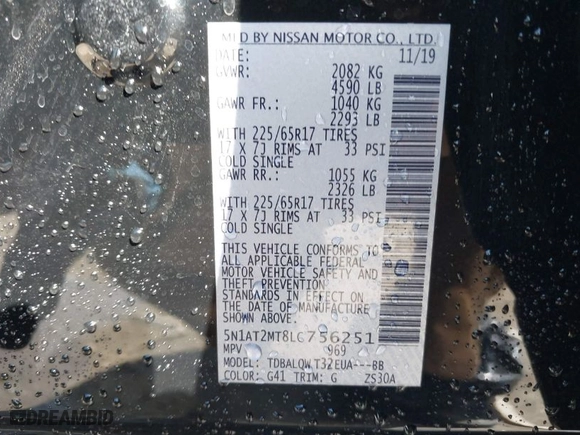 MFD BY NISSAN MOTOR CO., LTD.
DATE: 11/19
GVWR: 2082 KG
4590 LB
GAWR FR.: 1040 KG
2293 LB
WITH 225/65R17 TIRES
17 X 7J RIMS AT 33 PSI
COLD SINGLE
GAWR RR.: 1055 KG
2326 LB
WITH 225/65R17 TIRES
17 X 7J RIMS AT 33 PSI
COLD SINGLE
THIS VEHICLE CONFORMS TO
ALL APPLICABLE FEDERAL
MOTOR VEHICLE SAFETY AND
THEFT PREVENTION
STANDARDS IN EFFECT ON
THE DATE OF MANUFACTURE
SHOWN ABOVE.
5N1AT2MT8LC736251
MPV 969
MODEL: TDBALQWT32EUA---BB
COLOR: G41 TRIM: G ZS30A
DREAMBID